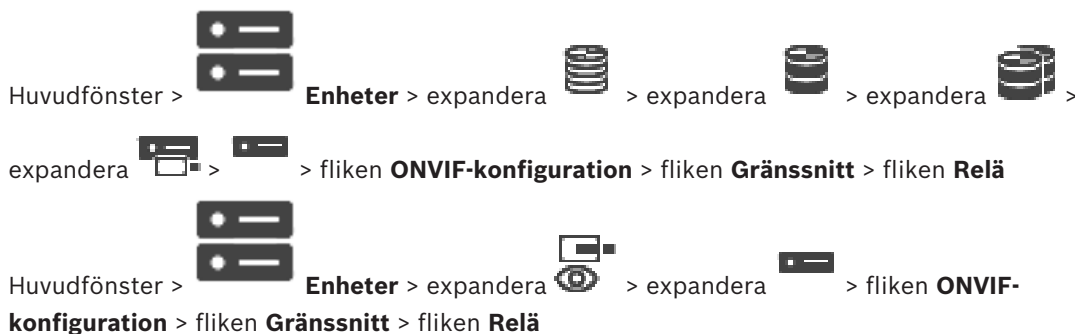 Huvudfönster > Enheter > expandera > expandera > expandera >
expandera > > fliken ONVIF-konfiguration > fliken Gränssnitt > fliken Relä
Huvudfönster > Enheter > expandera > expandera > fliken ONVIF-
konfiguration > fliken Gränssnitt > fliken Relä